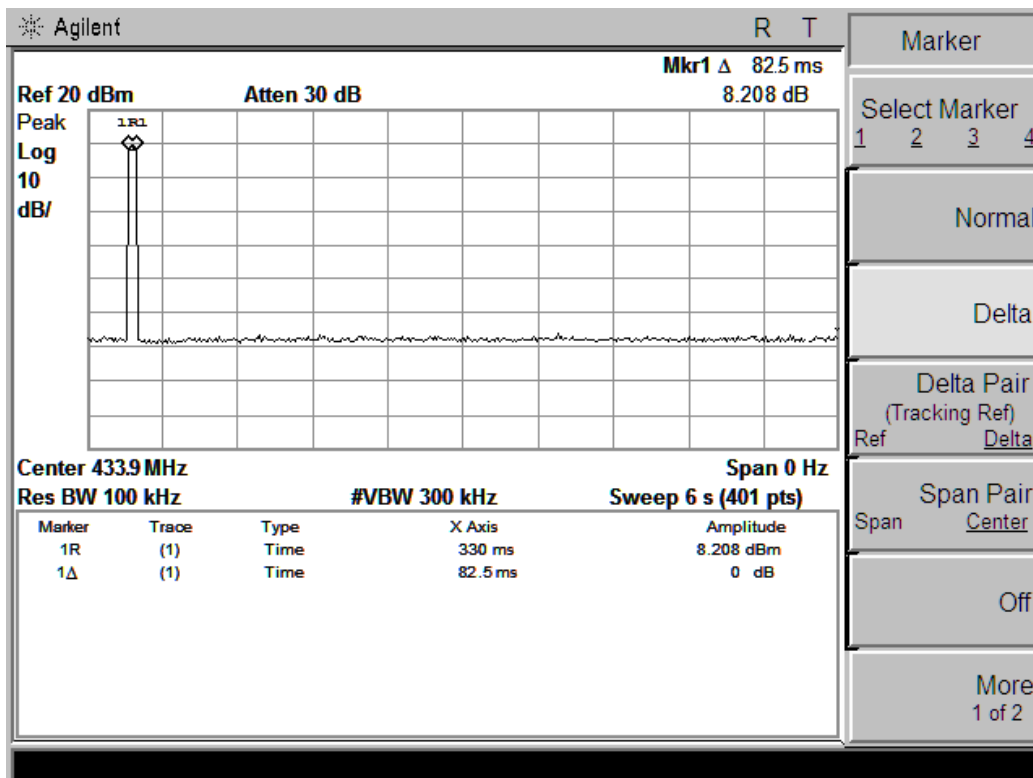 Agilent R T
Mkr1 Δ 82.5 ms
Ref 20 dBm Atten 30 dB 8.208 dB
Peak
Log
10
dB/
1R1
Center 433.9 MHz Span 0 Hz
Res BW 100 kHz #VBW 300 kHz Sweep 6 s (401 pts)
Marker Trace Type X Axis Amplitude
1R (1) Time 330 ms 8.208 dBm
1Δ (1) Time 82.5 ms 0 dB
Marker
Select Marker
1 2 3 4
Normal
Delta
Delta Pair
(Tracking Ref)
Ref Delta
Span Pair
Span Center
Off
More
1 of 2